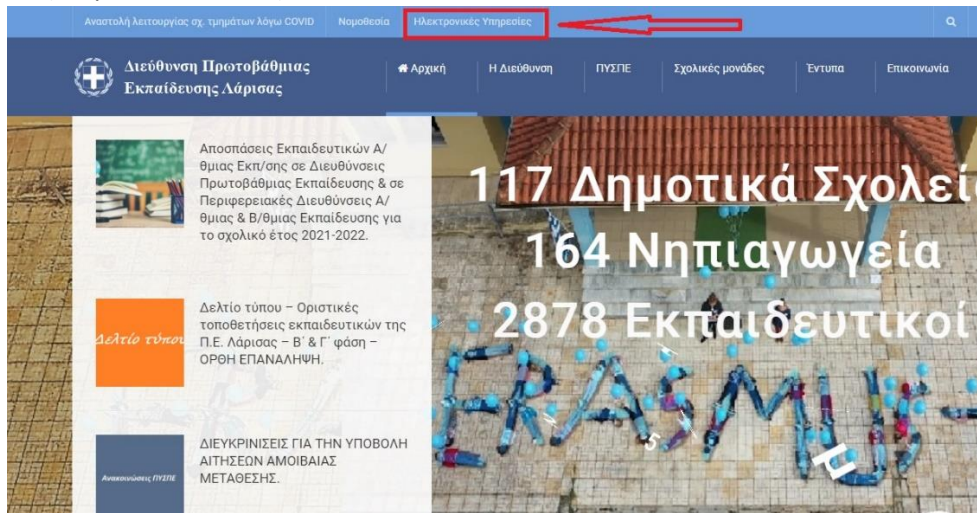 Αναστολή λειτουργίας σχ. τμημάτων λόγω COVID Νομοθεσία Ηλεκτρονικές Υπηρεσίες
Διεύθυνση Πρωτοβάθμιας
Εκπαίδευσης Λάρισας
Αρχική Η Διεύθυνση ΠΥΣΠΕ Σχολικές μονάδες Έντυπα Επικοινωνία
Αποσπάσεις Εκπαιδευτικών Α/
θμιας Εκπ/σης σε Διευθύνσεις
Πρωτοβάθμιας Εκπαίδευσης & σε
Περιφερειακές Διευθύνσεις Α/
θμιας & Β/θμιας Εκπαίδευσης για
το σχολικό έτος 2021-2022.
Δελτίο τύπου
Δελτίο τύπου – Οριστικές
τοποθετήσεις εκπαιδευτικών της
Π.Ε. Λάρισας – Β΄ & Γ΄ φάση –
ΟΡΘΗ ΕΠΑΝΑΛΗΨΗ.
Ανακοινώσεις ΠΥΣΠΕ
ΔΙΕΥΚΡΙΝΙΣΕΙΣ ΓΙΑ ΤΗΝ ΥΠΟΒΟΛΗ
ΑΙΤΗΣΕΩΝ ΑΜΟΙΒΑΙΑΣ
ΜΕΤΑΘΕΣΗΣ.
117 Δημοτικά Σχολεί
164 Νηπιαγωγεία
2878 Εκπαιδευτικοί
ERASMU
5
μ